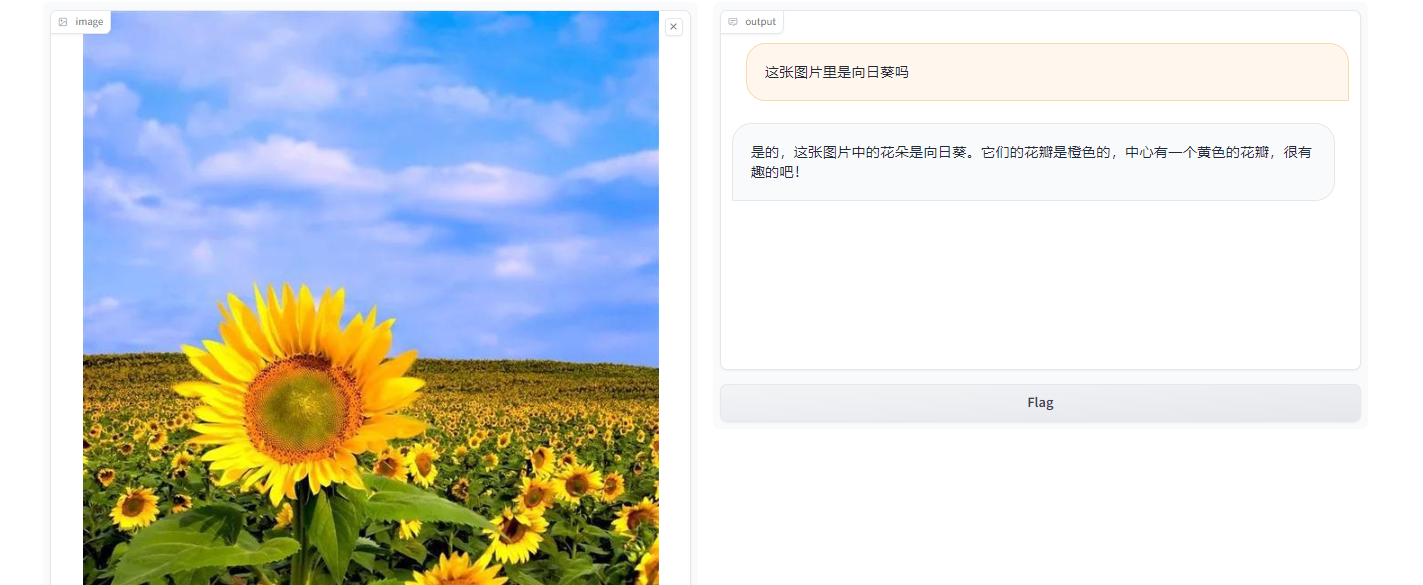 image
output
这张图片里是向日葵吗
是的，这张图片中的花朵是向日葵。它们的花瓣是橙色的，中心有一个黄色的花瓣，很有
趣的吧！
Flag